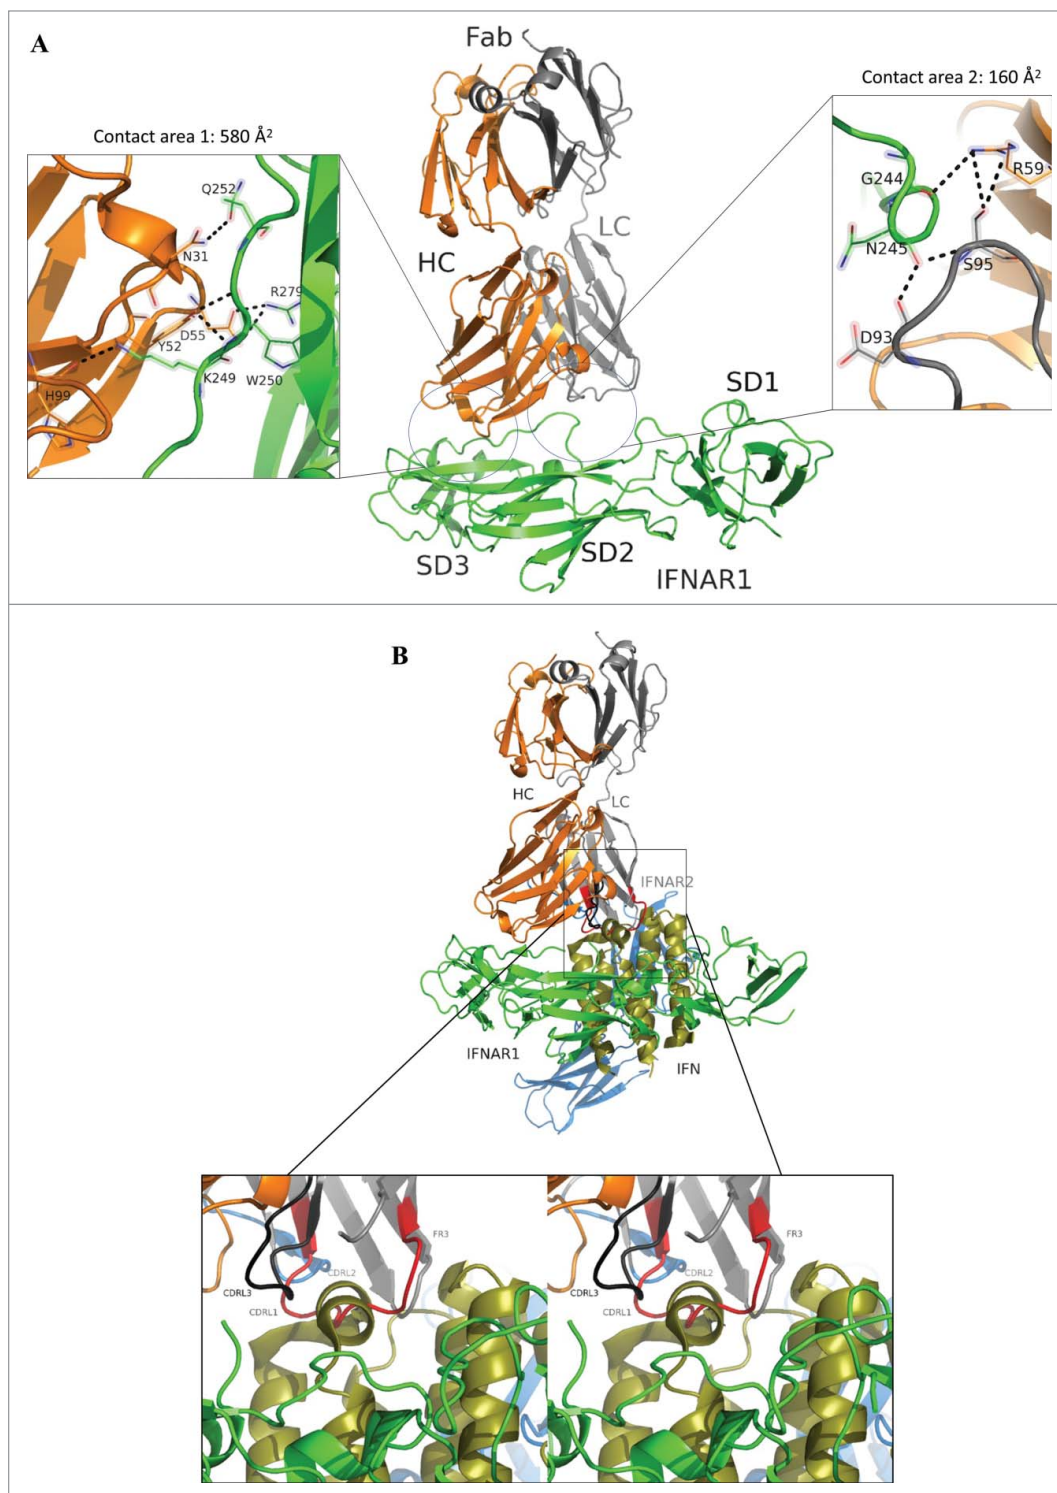 A
Fab
Contact area 2: 160 Å²
Contact area 1: 580 Å²
Q252
N31
R279
D55
Y52
K249
W250
H99
HC
LC
G244
R59
N245
S95
D93
SD1
SD3
SD2
IFNAR1
B
HC
LC
IFNAR2
IFNAR1
IFN
FR3
CDRL2
CDRL3
CDRL1
FR3
CDRL2
CDRL3
CDRL1